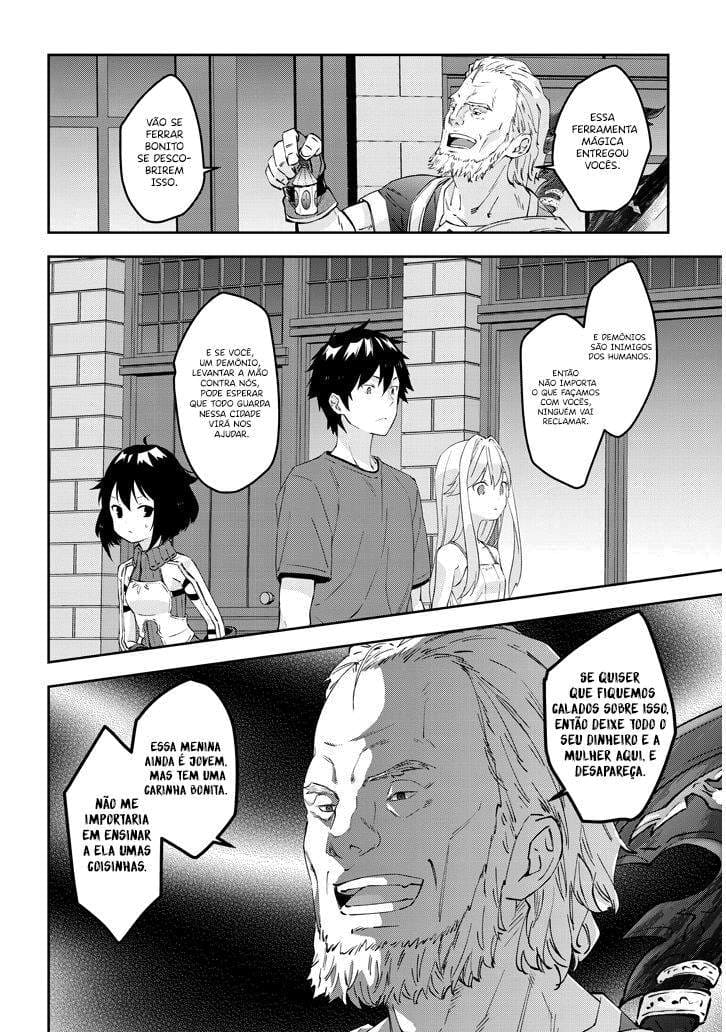 ESSA
FERRAMENTA
MÁGICA
ENTREGOU
VOCÊS.
VÃO SE
FERRAR
BONITO
SE DESCO-
BRIREM
ISSO.
E DEMÔNIOS
SÃO INIMIGOS
DOS HUMANOS.
ENTÃO
NÃO IMPORTA
O QUE FAÇAMOS
COM VOCÊS,
NINGUÉM VAI
RECLAMAR.
E SE VOCÊ,
UM DEMÔNIO,
LEVANTAR A MÃO
CONTRA NÓS,
PODE ESPERAR
QUE TODO GUARDA
NESSA CIDADE
VIRÁ NOS
AJUDAR.
SE QUISER
QUE FIQUEMOS
CALADOS SOBRE ISSO,
ENTÃO DEIXE TODO O
SEU DINHEIRO E A
MULHER AQUI, E
DESAPAREÇA.
ESSA MENINA
AINDA É JOVEM,
MAS TEM UMA
CARINHA BONITA.
NÃO ME
IMPORTARIA
EM ENSINAR
A ELA UMAS
COISINHAS.